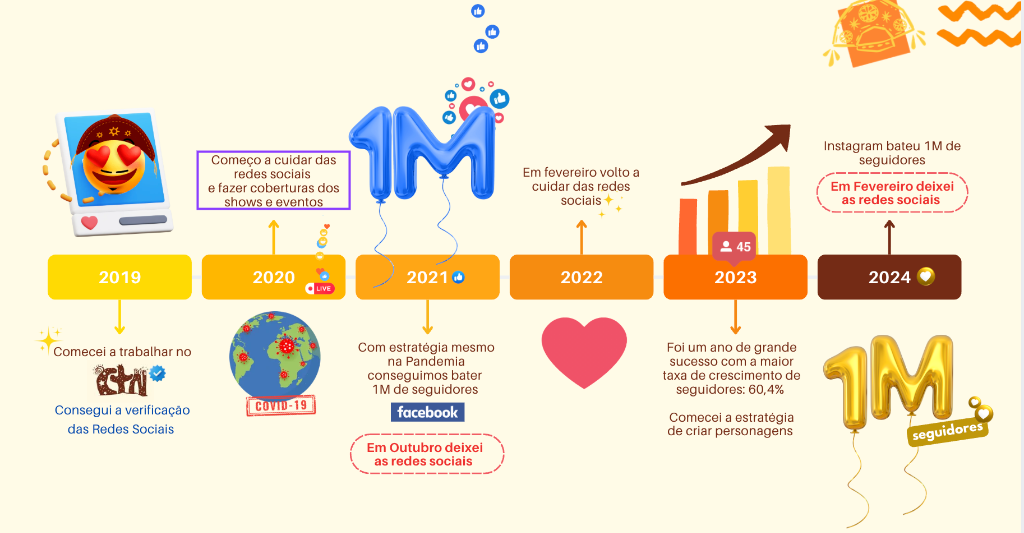 2019
Comecei a trabalhar no
CTN
Consegui a verificação
das Redes Sociais
Começo a cuidar das
redes sociais
e fazer coberturas dos
shows e eventos
2020
LIVE
COVID-19
1M
2021
Com estratégia mesmo
na Pandemia
conseguimos bater
1M de seguidores
facebook
Em Outubro deixei
as redes sociais
Em fevereiro volto a
cuidar das redes
sociais
2022
45
2023
Foi um ano de grande
sucesso com a maior
taxa de crescimento de
seguidores: 60,4%
Comecei a estratégia
de criar personagens
Instagram bateu 1M de
seguidores
Em Fevereiro deixei
as redes sociais
2024
1M
seguidores